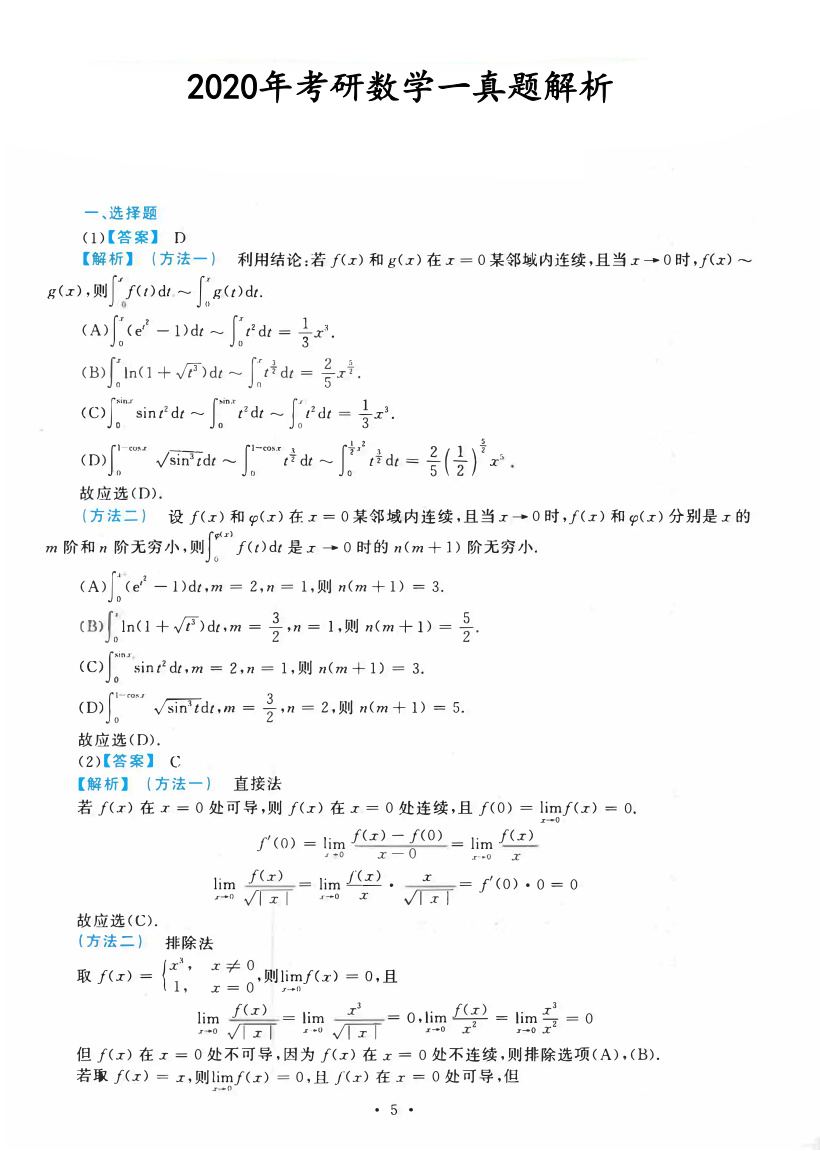 2020年考研数学一真题解析
一、选择题
(1)【答案】 D
【解析】 (方法一) 利用结论:若 f(x) 和 g(x) 在 x = 0 某邻域内连续,且当 x → 0 时, f(x) ~
g(x),则 ∫₀ˣ f(t)dt ~ ∫₀ˣ g(t)dt.
(A) ∫₀ˣ (e^{t²} − 1)dt ~ ∫₀ˣ t²dt = 1/3 x³.
(B) ∫₀ˣ ln(1 + √(t³))dt ~ ∫₀ˣ t^{3/2} dt = 2/5 x^{5/2}.
(C) ∫₀^{sin x} sin t² dt ~ ∫₀^{sin x} t² dt ~ ∫₀ˣ t² dt = 1/3 x³.
(D) ∫₀^{1−cos x} √(sin³t)dt ~ ∫₀^{1−cos x} t^{3/2} dt ~ ∫₀^{½x²} t^{3/2} dt = 2/5 (1/2)^{5/2} x⁵.
故应选(D).
(方法二) 设 f(x) 和 φ(x) 在 x = 0 某邻域内连续,且当 x → 0 时, f(x) 和 φ(x) 分别是 x 的
m 阶和 n 阶无穷小,则 ∫₀^{φ(x)} f(t)dt 是 x → 0 时的 n(m + 1) 阶无穷小.
(A) ∫₀ˣ (e^{t²} − 1)dt, m = 2, n = 1, 则 n(m + 1) = 3.
(B) ∫₀ˣ ln(1 + √(t³))dt, m = 3/2, n = 1, 则 n(m + 1) = 5/2.
(C) ∫₀^{sin x} sin t² dt, m = 2, n = 1, 则 n(m + 1) = 3.
(D) ∫₀^{1−cos x} √(sin³t)dt, m = 3/2, n = 2, 则 n(m + 1) = 5.
故应选(D).
(2)【答案】 C
【解析】 (方法一) 直接法
若 f(x) 在 x = 0 处可导,则 f(x) 在 x = 0 处连续,且 f(0) = lim_{x→0} f(x) = 0.
f′(0) = lim_{x→0} (f(x) − f(0))/(x − 0) = lim_{x→0} f(x)/x
lim_{x→0} f(x)/√|x| = lim_{x→0} f(x)/x · x/√|x| = f′(0) · 0 = 0
故应选(C).
(方法二) 排除法
取 f(x) = { x³, x ≠ 0; 1, x = 0 ,则 lim_{x→0} f(x) = 0,且
lim_{x→0} f(x)/√|x| = lim_{x→0} x³/√|x| = 0, lim_{x→0} f(x)/x² = lim_{x→0} x³/x² = 0
但 f(x) 在 x = 0 处不可导,因为 f(x) 在 x = 0 处不连续,则排除选项(A),(B).
若取 f(x) = x,则 lim_{x→0} f(x) = 0,且 f(x) 在 x = 0 处可导,但
• 5 •